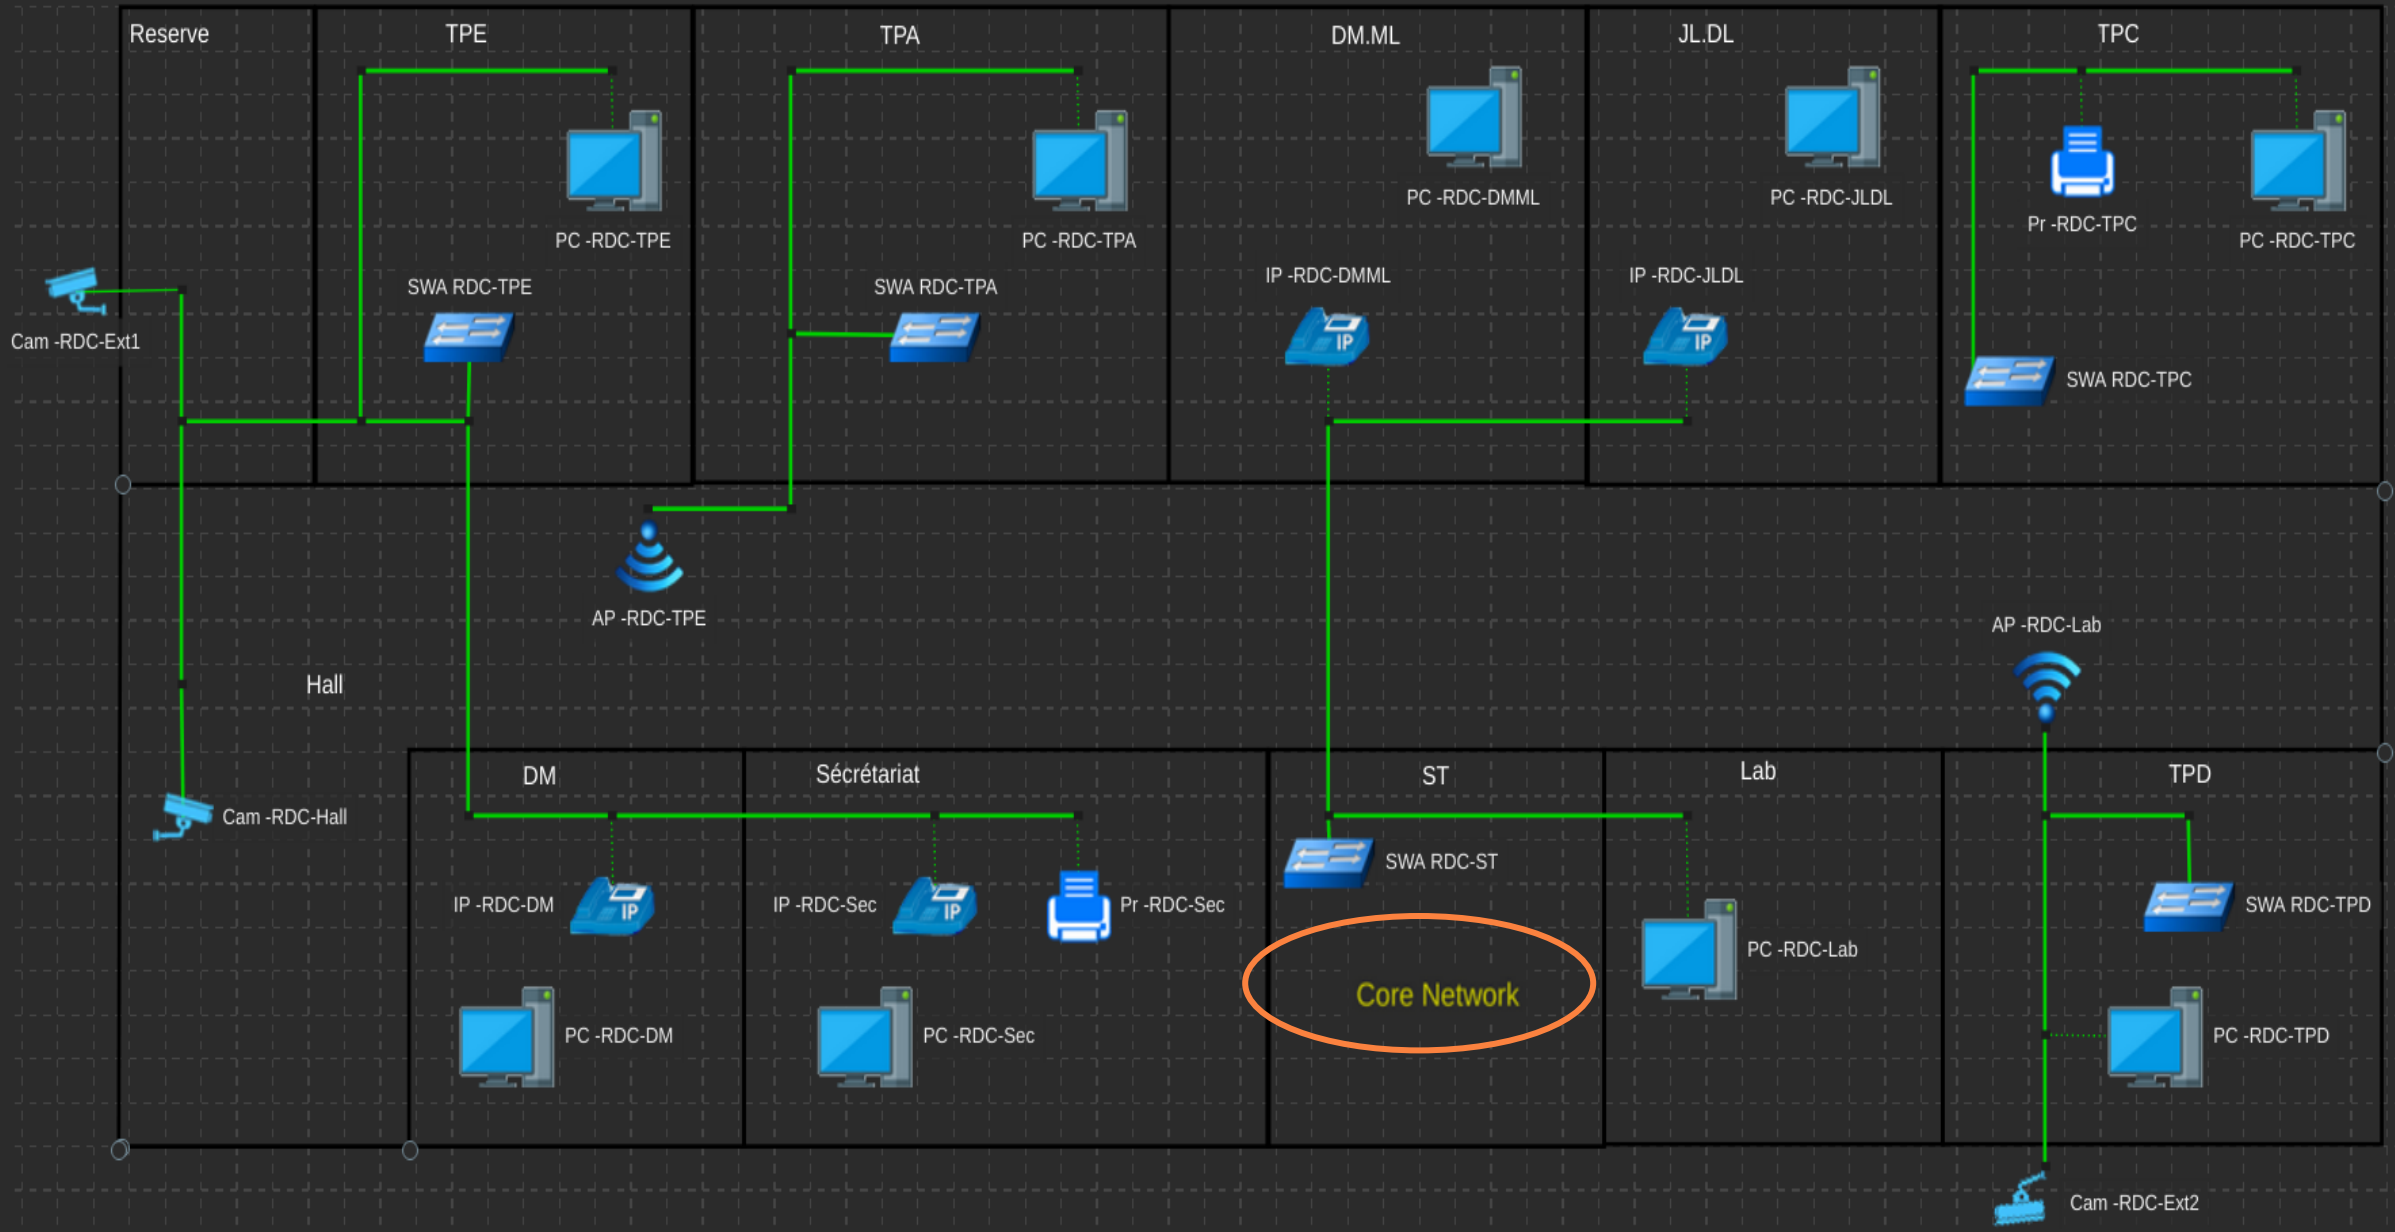 Reserve
TPE
TPA
DM.ML
JL.DL
TPC
PC -RDC-DMML
PC -RDC-JLDL
Pr -RDC-TPC
PC -RDC-TPE
PC -RDC-TPA
PC -RDC-TPC
SWA RDC-TPE
SWA RDC-TPA
IP -RDC-DMML
IP -RDC-JLDL
IP
IP
Cam -RDC-Ext1
SWA RDC-TPC
AP -RDC-TPE
AP -RDC-Lab
Hall
DM
Sécrétariat
ST
Lab
TPD
Cam -RDC-Hall
SWA RDC-ST
IP -RDC-DM
IP
IP -RDC-Sec
IP
Pr -RDC-Sec
SWA RDC-TPD
PC -RDC-Lab
Core Network
PC -RDC-DM
PC -RDC-Sec
PC -RDC-TPD
Cam -RDC-Ext2